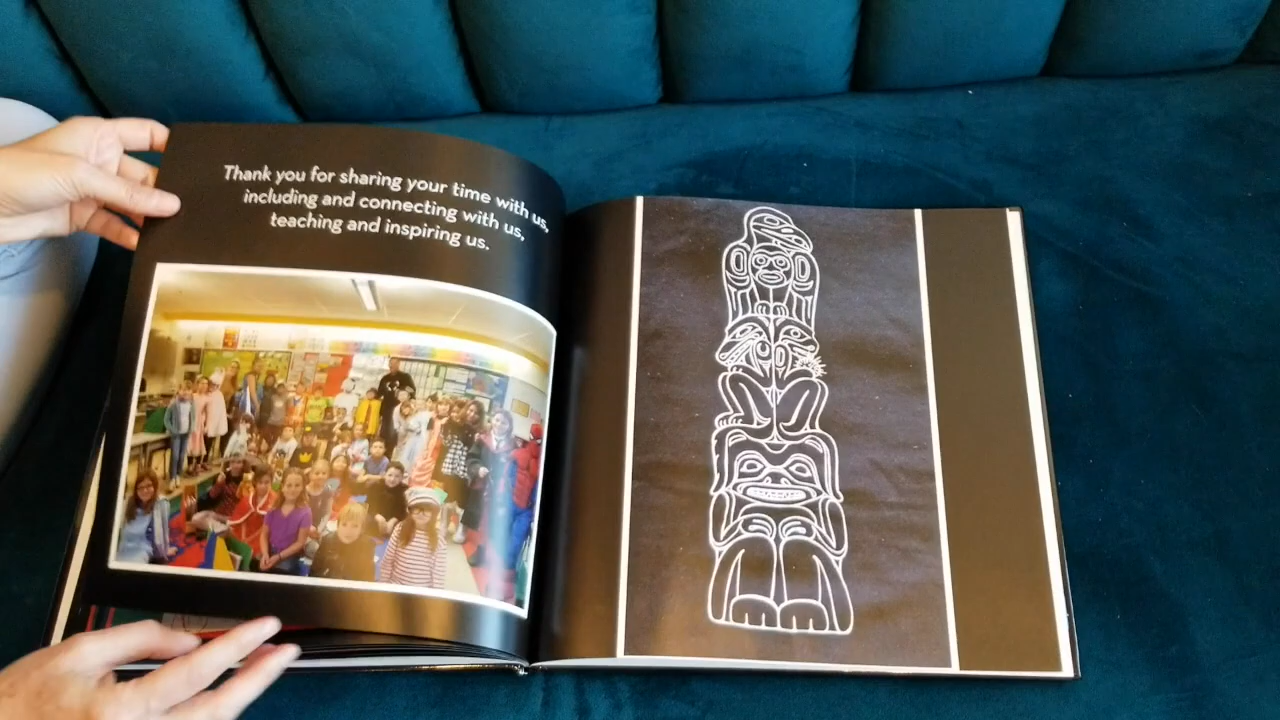 Thank you for sharing your time with us,
including and connecting with us,
teaching and inspiring us.